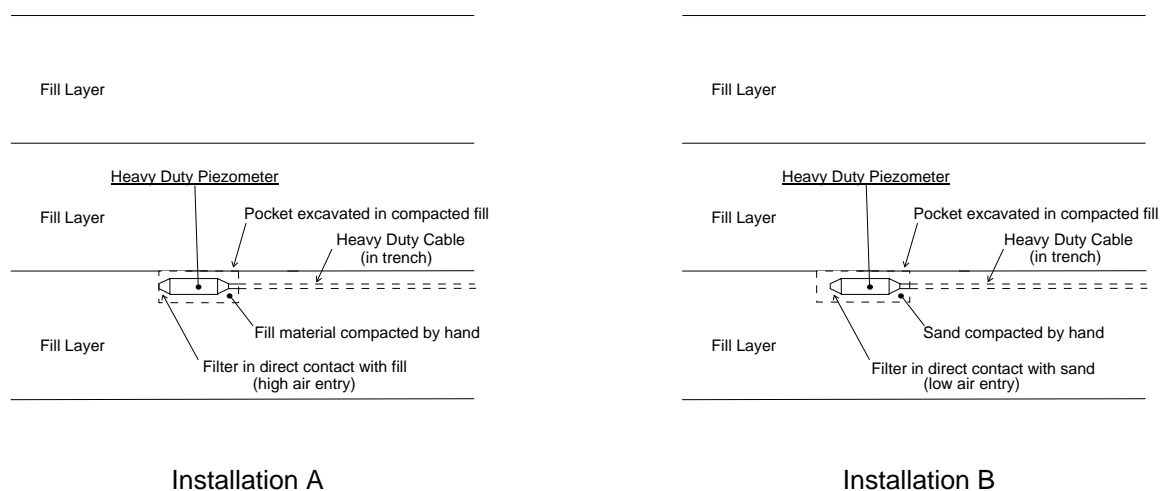 Fill Layer
Heavy Duty Piezometer
Fill Layer
Pocket excavated in compacted fill
Heavy Duty Cable
(in trench)
Fill material compacted by hand
Fill Layer
Filter in direct contact with fill
(high air entry)
Installation A
Fill Layer
Heavy Duty Piezometer
Fill Layer
Pocket excavated in compacted fill
Heavy Duty Cable
(in trench)
Sand compacted by hand
Fill Layer
Filter in direct contact with sand
(low air entry)
Installation B